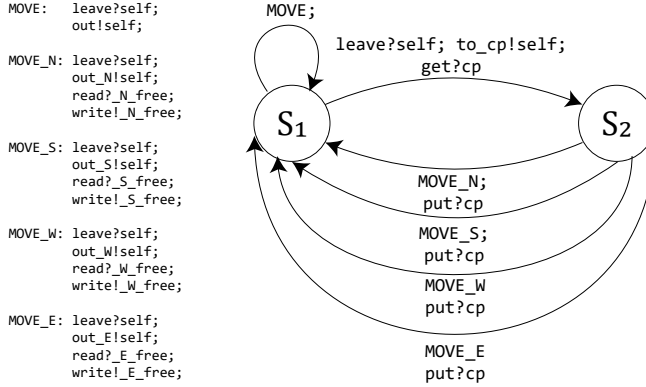 MOVE: leave?self;
out!self;
MOVE_N: leave?self;
out_N!self;
read?_N_free;
write!_N_free;
MOVE_S: leave?self;
out_S!self;
read?_S_free;
write!_S_free;
MOVE_W: leave?self;
out_W!self;
read?_W_free;
write!_W_free;
MOVE_E: leave?self;
out_E!self;
read?_E_free;
write!_E_free;
MOVE;
leave?self; to_cp!self;
get?cp
S1
S2
MOVE_N;
put?cp
MOVE_S;
put?cp
MOVE_W
put?cp
MOVE_E
put?cp